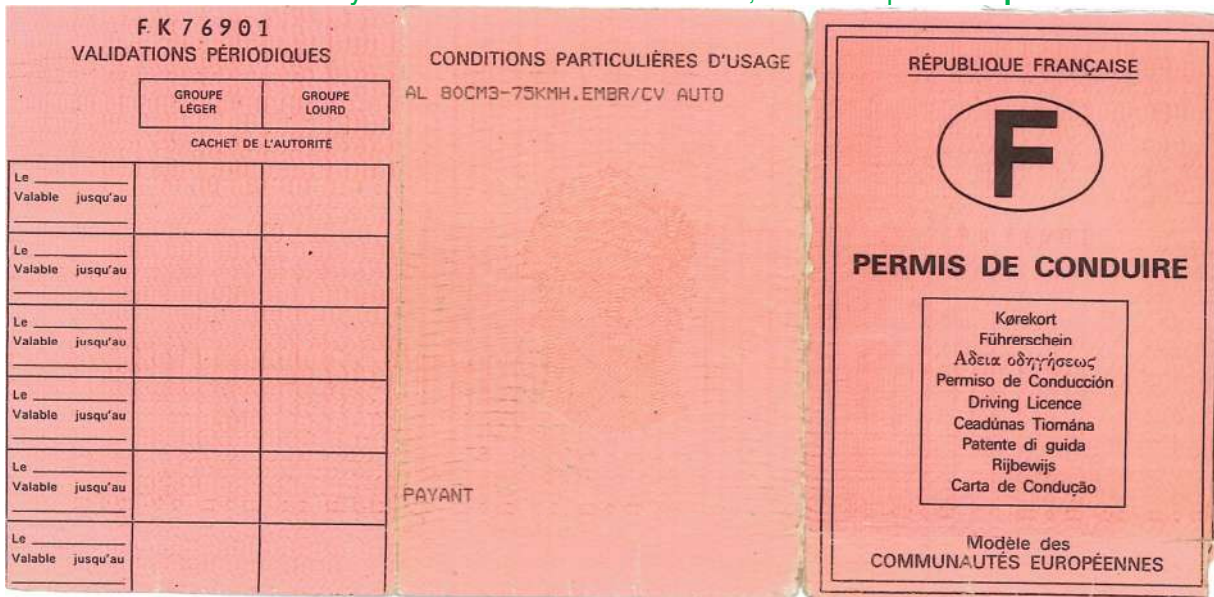 FK76901
VALIDATIONS PÉRIODIQUES
GROUPE LÉGER
GROUPE LOURD
CACHET DE L'AUTORITÉ
Le
Valable jusqu'au
Le
Valable jusqu'au
Le
Valable jusqu'au
Le
Valable jusqu'au
Le
Valable jusqu'au
Le
Valable jusqu'au
CONDITIONS PARTICULIÈRES D'USAGE
AL 80CM3-75KMH.EMBR/CV AUTO
PAYANT
RÉPUBLIQUE FRANÇAISE
F
PERMIS DE CONDUIRE
Kørekort
Führerschein
Άδεια οδηγήσεως
Permiso de Conducción
Driving Licence
Ceadúnas Tiomána
Patente di guida
Rijbewijs
Carta de Condução
Modèle des
COMMUNAUTÉS EUROPÉENNES